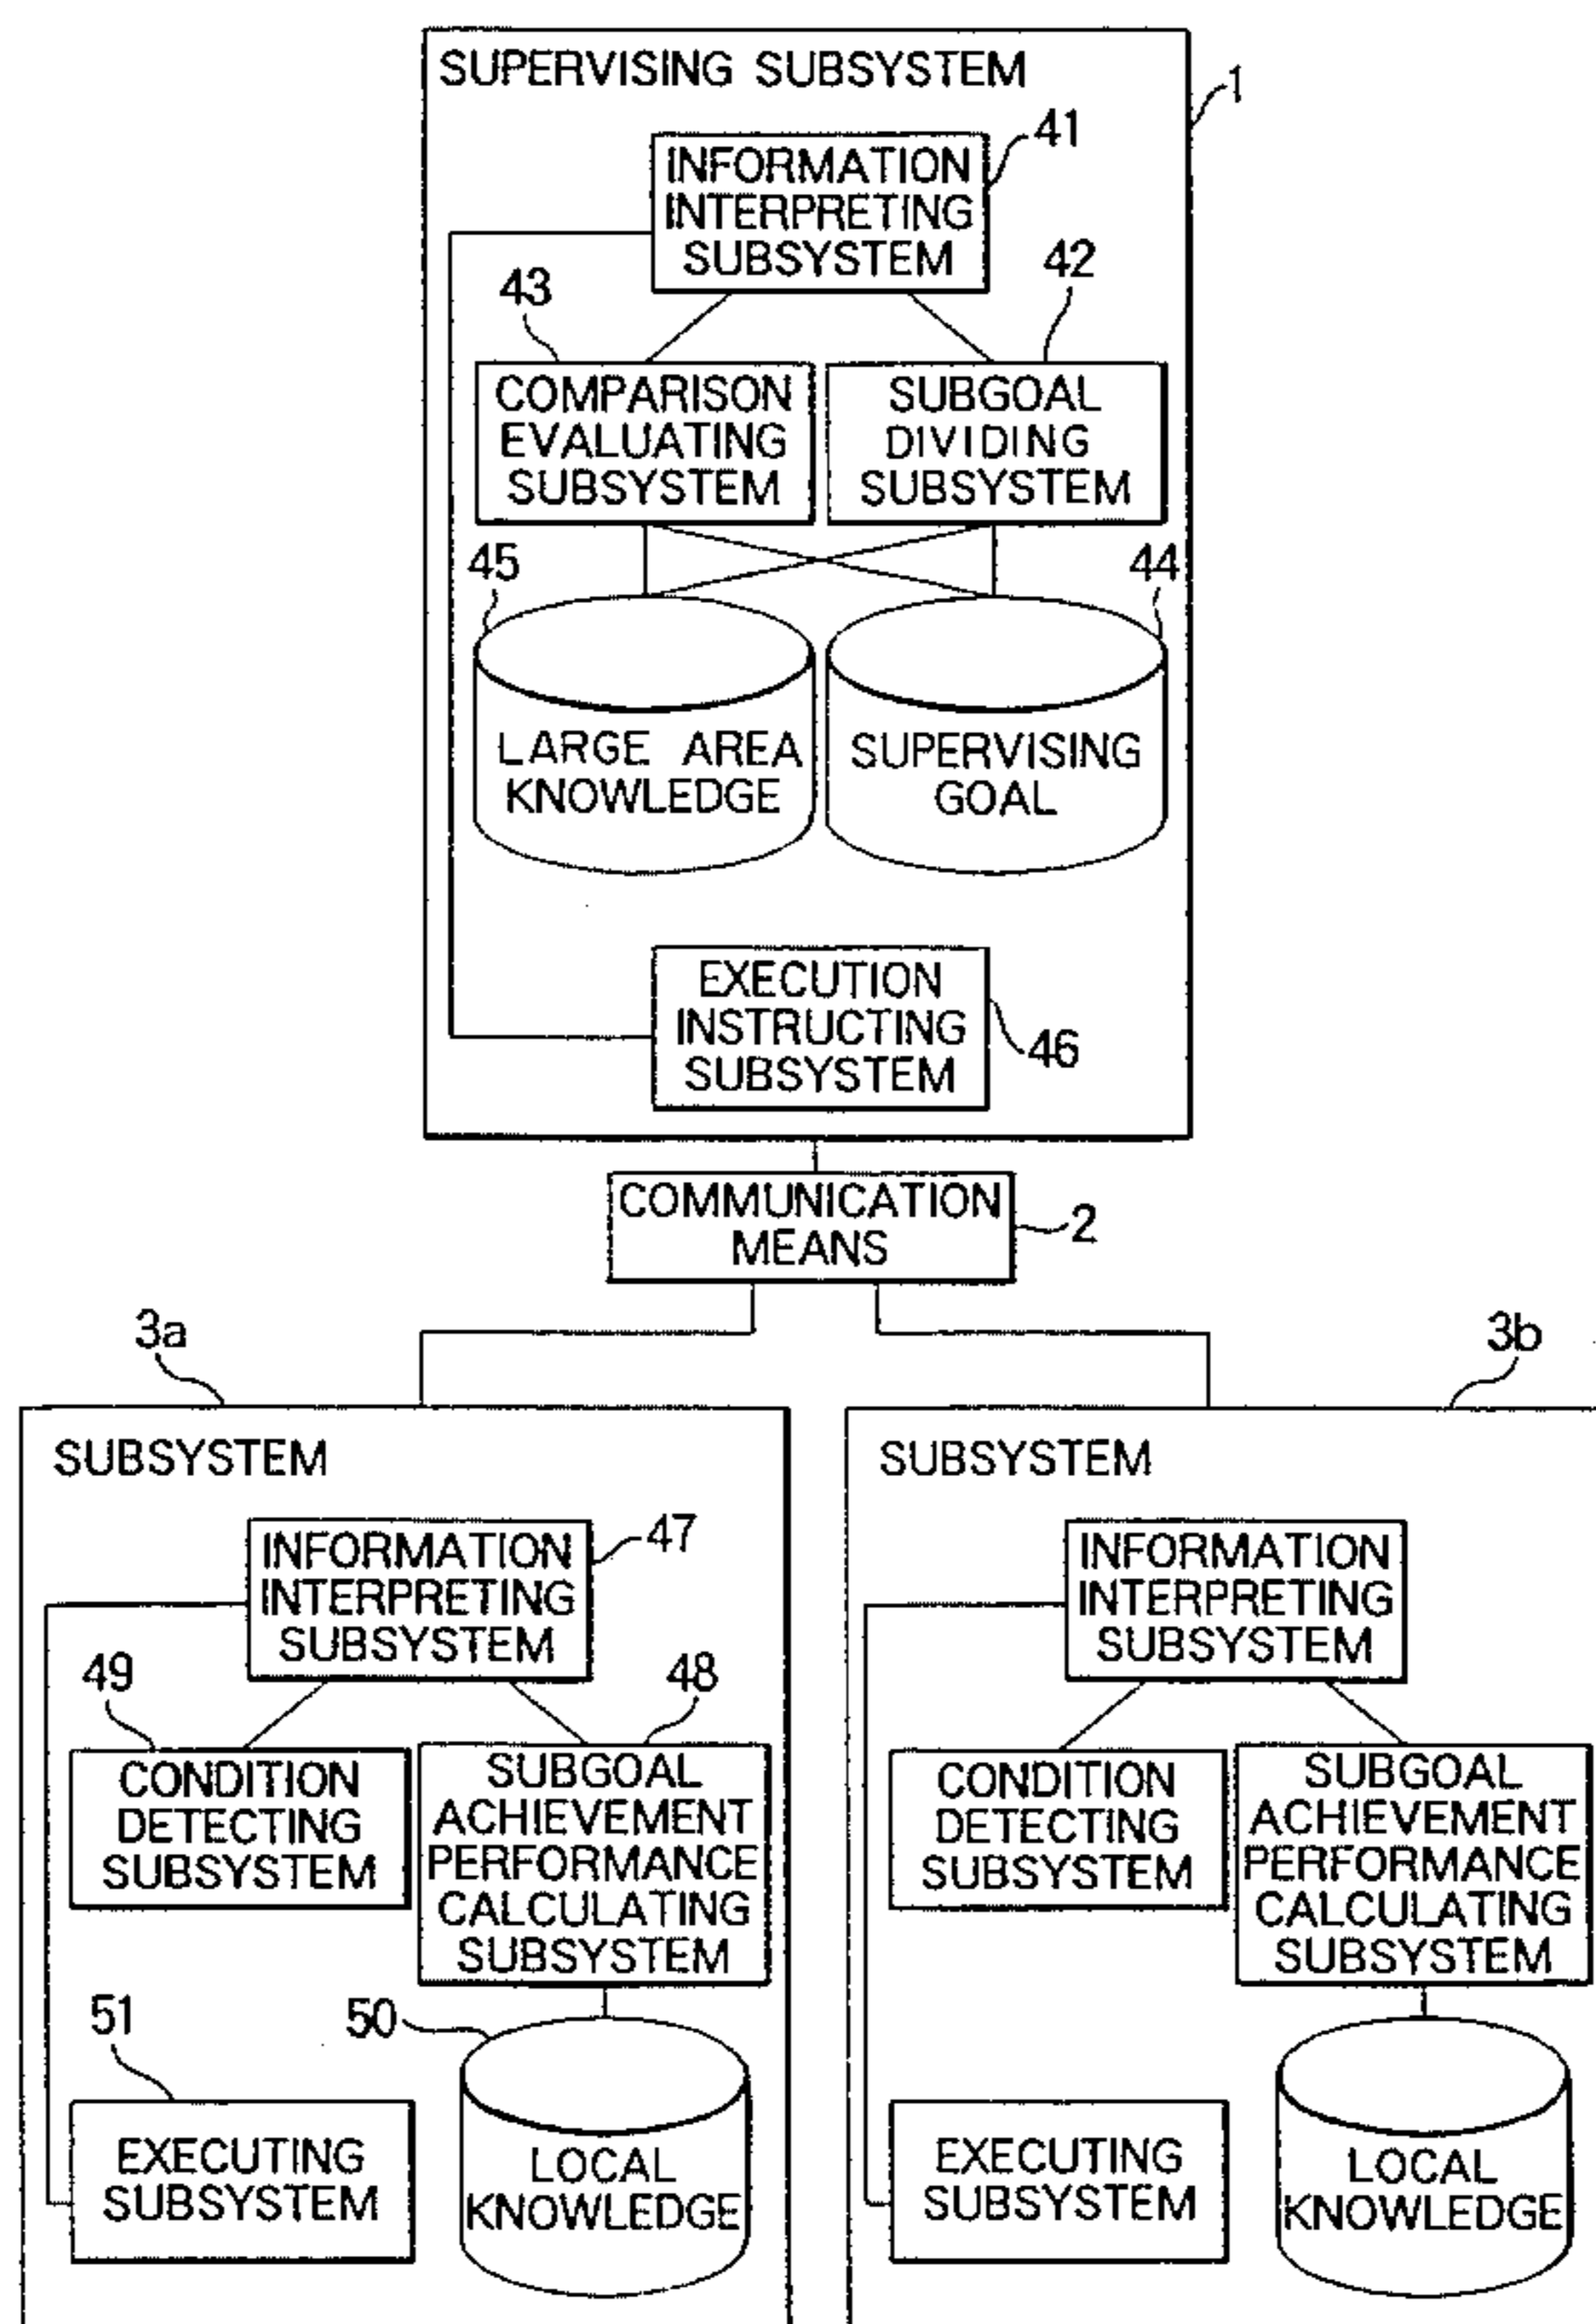 SUPERVISING SUBSYSTEM
1
41
INFORMATION
INTERPRETING
SUBSYSTEM
42
43
COMPARISON
EVALUATING
SUBSYSTEM
SUBGOAL
DIVIDING
SUBSYSTEM
45
44
LARGE AREA
KNOWLEDGE
SUPERVISING
GOAL
EXECUTION
INSTRUCTING
SUBSYSTEM
46
COMMUNICATION
MEANS
2
3a
3b
SUBSYSTEM
47
INFORMATION
INTERPRETING
SUBSYSTEM
49
48
CONDITION
DETECTING
SUBSYSTEM
SUBGOAL
ACHIEVEMENT
PERFORMANCE
CALCULATING
SUBSYSTEM
51
50
EXECUTING
SUBSYSTEM
LOCAL
KNOWLEDGE
SUBSYSTEM
INFORMATION
INTERPRETING
SUBSYSTEM
CONDITION
DETECTING
SUBSYSTEM
SUBGOAL
ACHIEVEMENT
PERFORMANCE
CALCULATING
SUBSYSTEM
EXECUTING
SUBSYSTEM
LOCAL
KNOWLEDGE